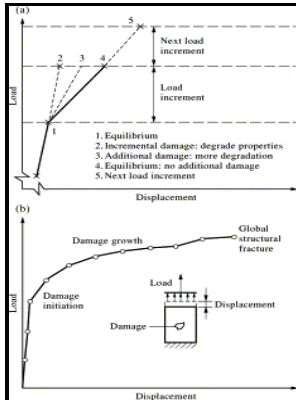 (a)
5
Next load
increment
2 3 4
Load
increment
Load
1
1. Equilibrium
2. Incremental damage: degrade properties
3. Additional damage: more degradation
4. Equilibrium: no additional damage
5. Next load increment
Displacement
(b)
Global
structural
fracture
Damage growth
Load
Displacement
Damage
initiation
Damage
Load
Displacement